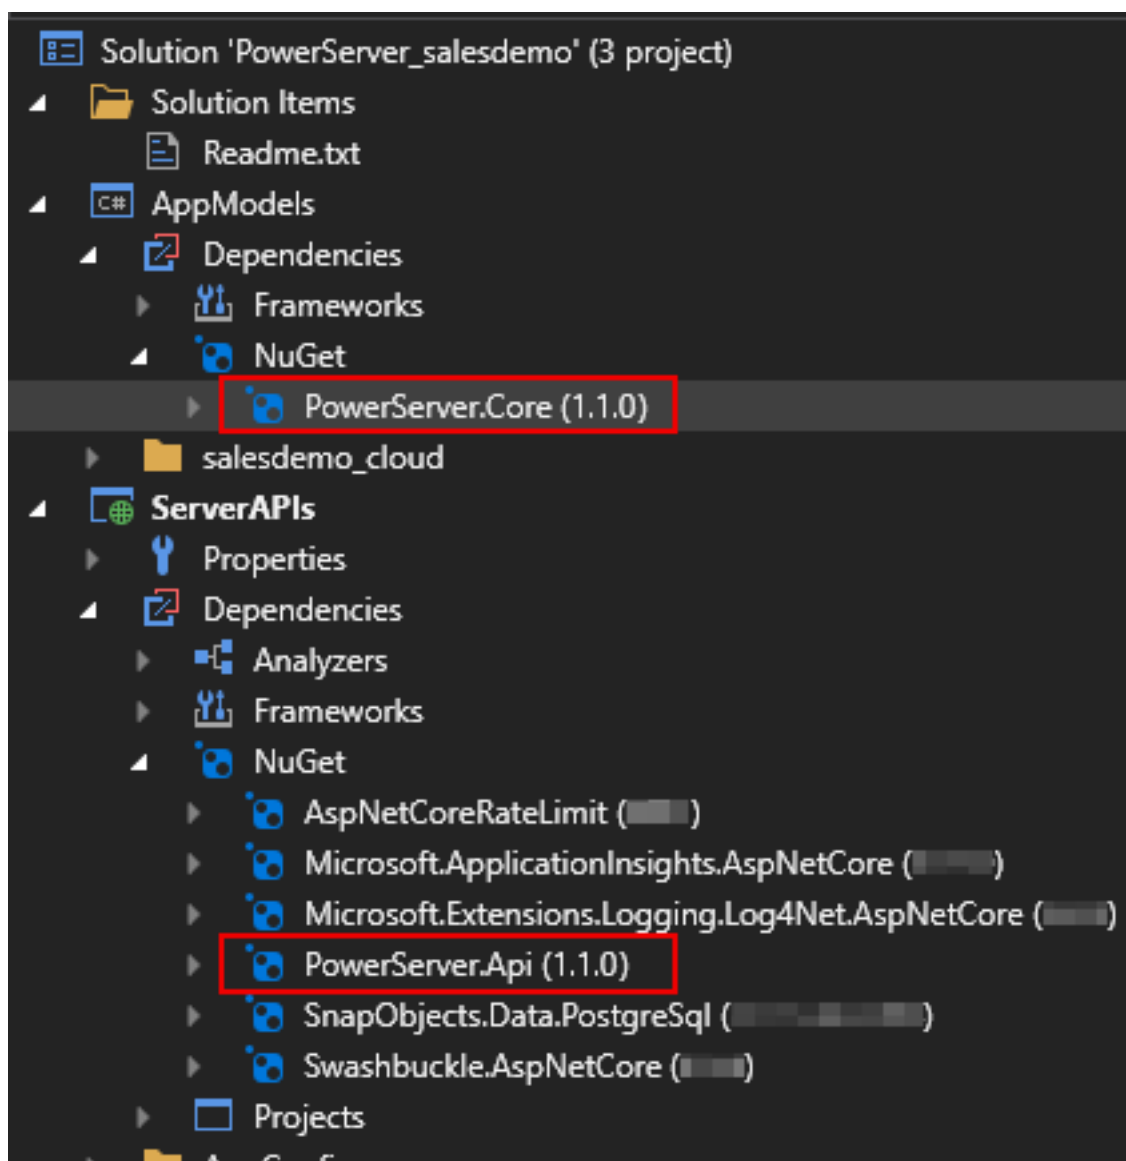 Solution 'PowerServer_salesdemo' (3 project)
Solution Items
Readme.txt
C# AppModels
Dependencies
Frameworks
NuGet
PowerServer.Core (1.1.0)
salesdemo_cloud
ServerAPIs
Properties
Dependencies
Analyzers
Frameworks
NuGet
AspNetCoreRateLimit ( )
Microsoft.ApplicationInsights.AspNetCore ( )
Microsoft.Extensions.Logging.Log4Net.AspNetCore ( )
PowerServer.Api (1.1.0)
SnapObjects.Data.PostgreSql ( )
Swashbuckle.AspNetCore ( )
Projects